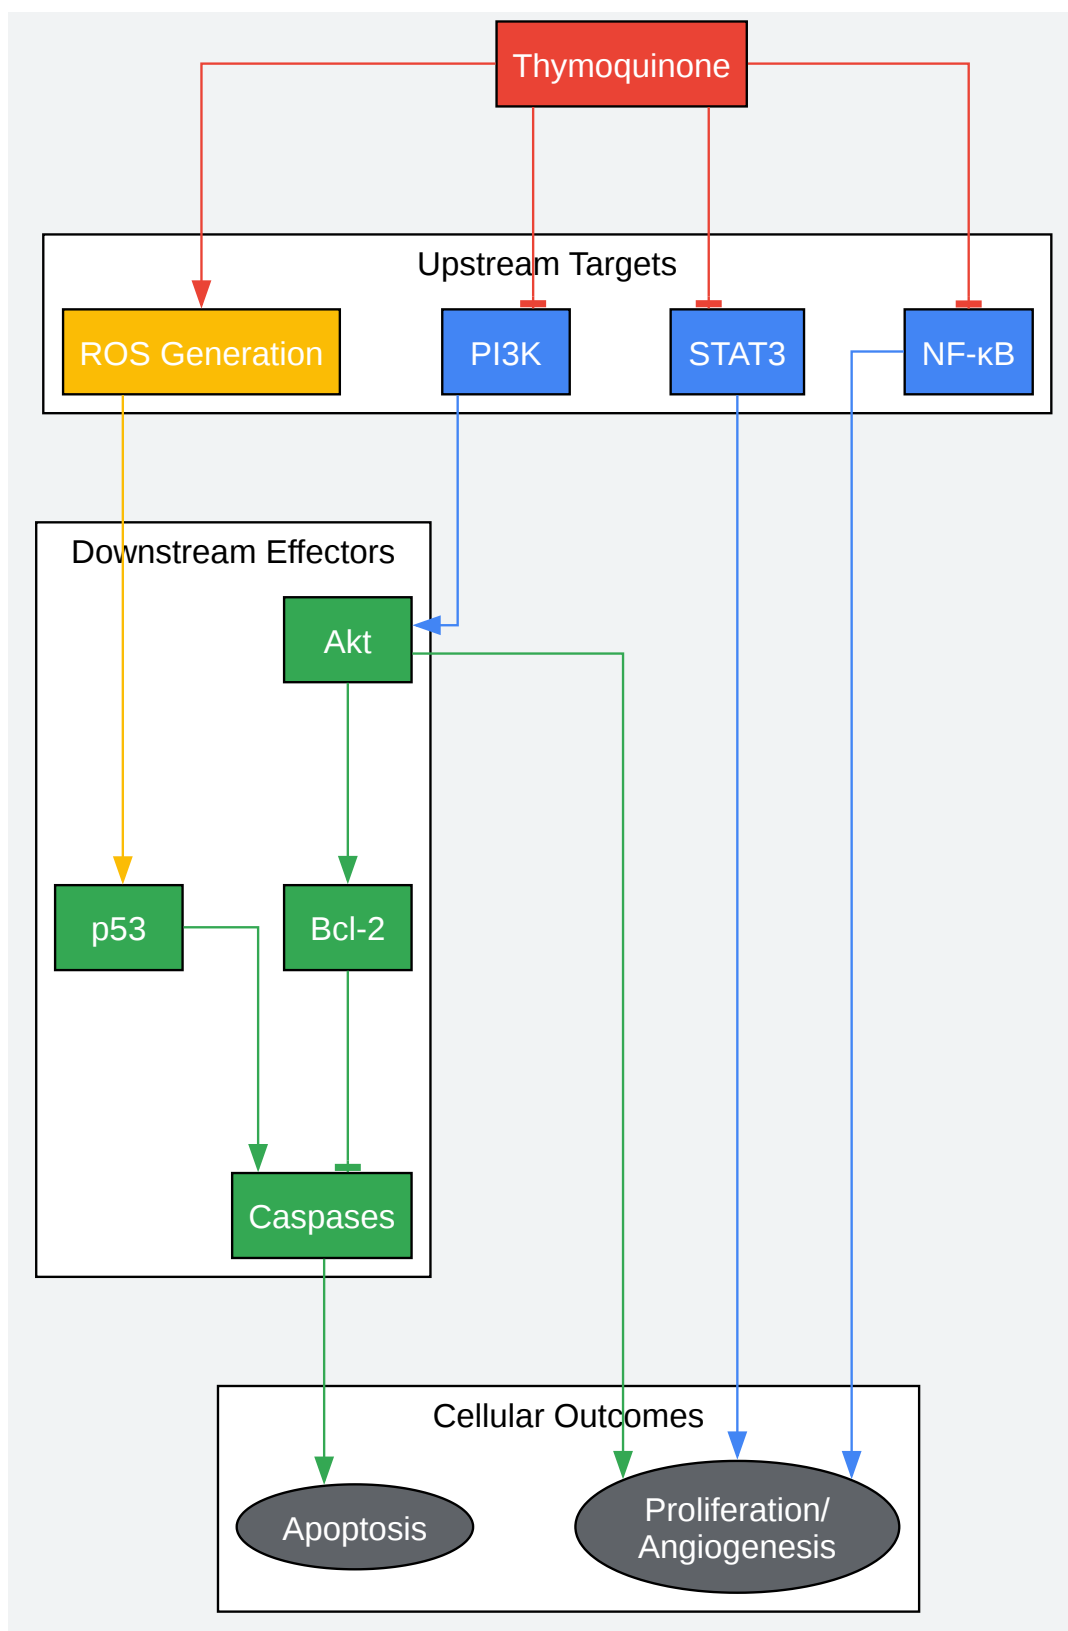 Thymoquinone
Upstream Targets
ROS Generation
PI3K
STAT3
NF-κB
Downstream Effectors
Akt
p53
Bcl-2
Caspases
Cellular Outcomes
Apoptosis
Proliferation/
Angiogenesis